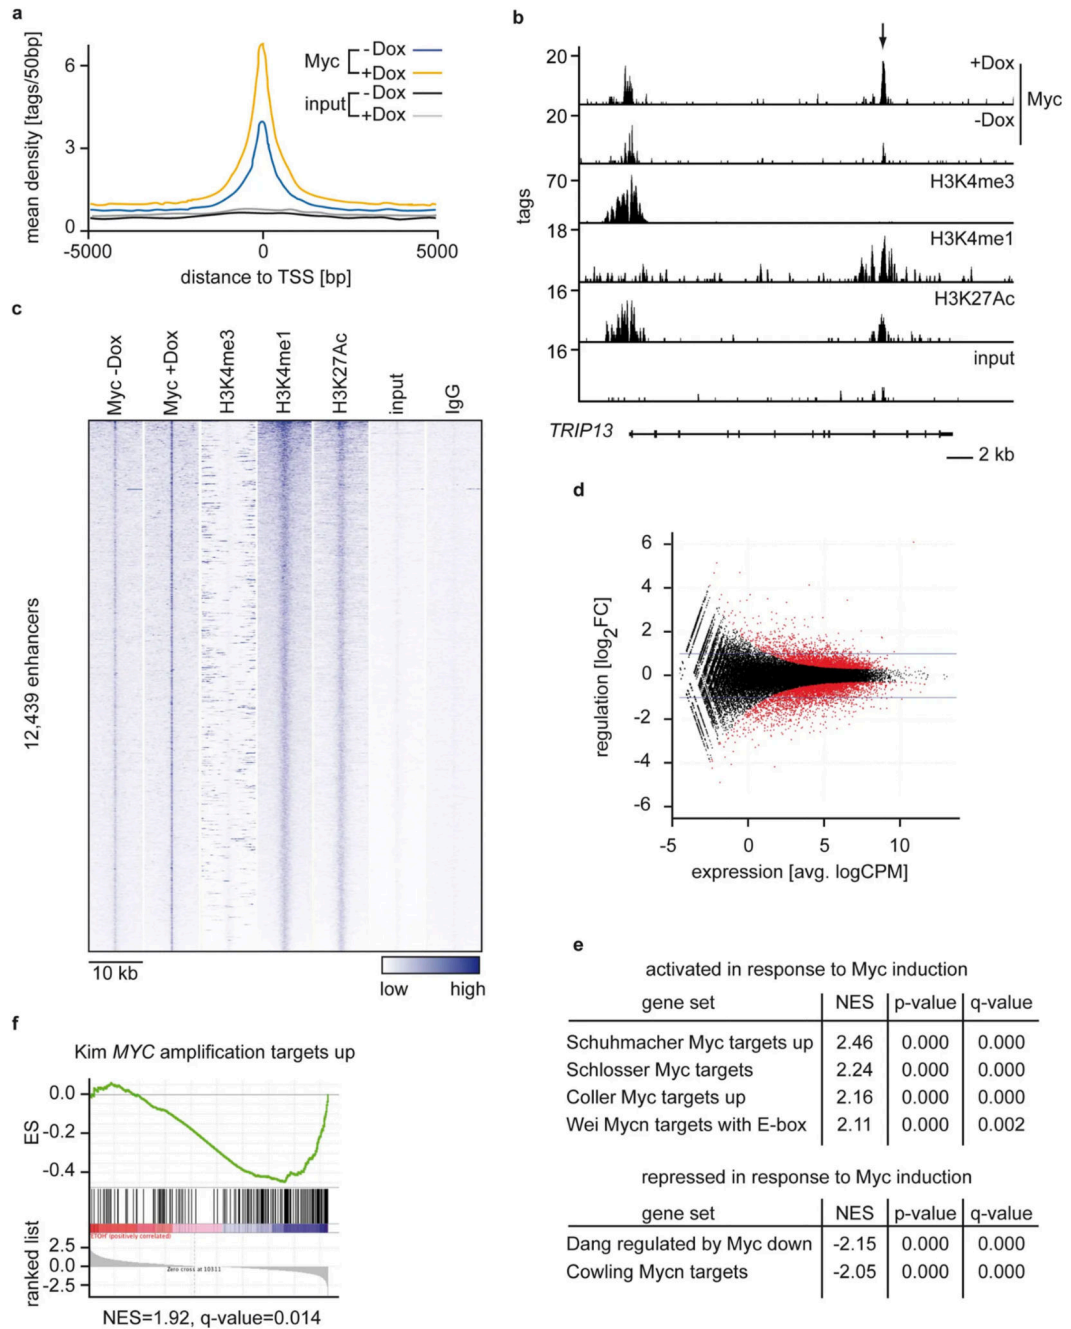 a
mean density [tags/50bp]
6
3
0
-5000
0
5000
distance to TSS [bp]
Myc
-Dox
+Dox
input
-Dox
+Dox
b
tags
20
+Dox
20
-Dox
Myc
70
H3K4me3
18
H3K4me1
16
H3K27Ac
16
input
TRIP13
2 kb
c
Myc -Dox
Myc +Dox
H3K4me3
H3K4me1
H3K27Ac
input
IgG
12,439 enhancers
10 kb
low
high
d
regulation [log2FC]
6
4
2
0
-2
-4
-6
-5
0
5
10
expression [avg. logCPM]
e
activated in response to Myc induction
gene set NES p-value q-value
Schuhmacher Myc targets up 2.46 0.000 0.000
Schlosser Myc targets 2.24 0.000 0.000
Coller Myc targets up 2.16 0.000 0.000
Wei Mycn targets with E-box 2.11 0.000 0.002
repressed in response to Myc induction
gene set NES p-value q-value
Dang regulated by Myc down -2.15 0.000 0.000
Cowling Mycn targets -2.05 0.000 0.000
f
Kim MYC amplification targets up
ES
0.0
-0.2
-0.4
(positively correlated)
ranked list
2.5
0.0
-2.5
Zero cross at 10311
NES=1.92, q-value=0.014